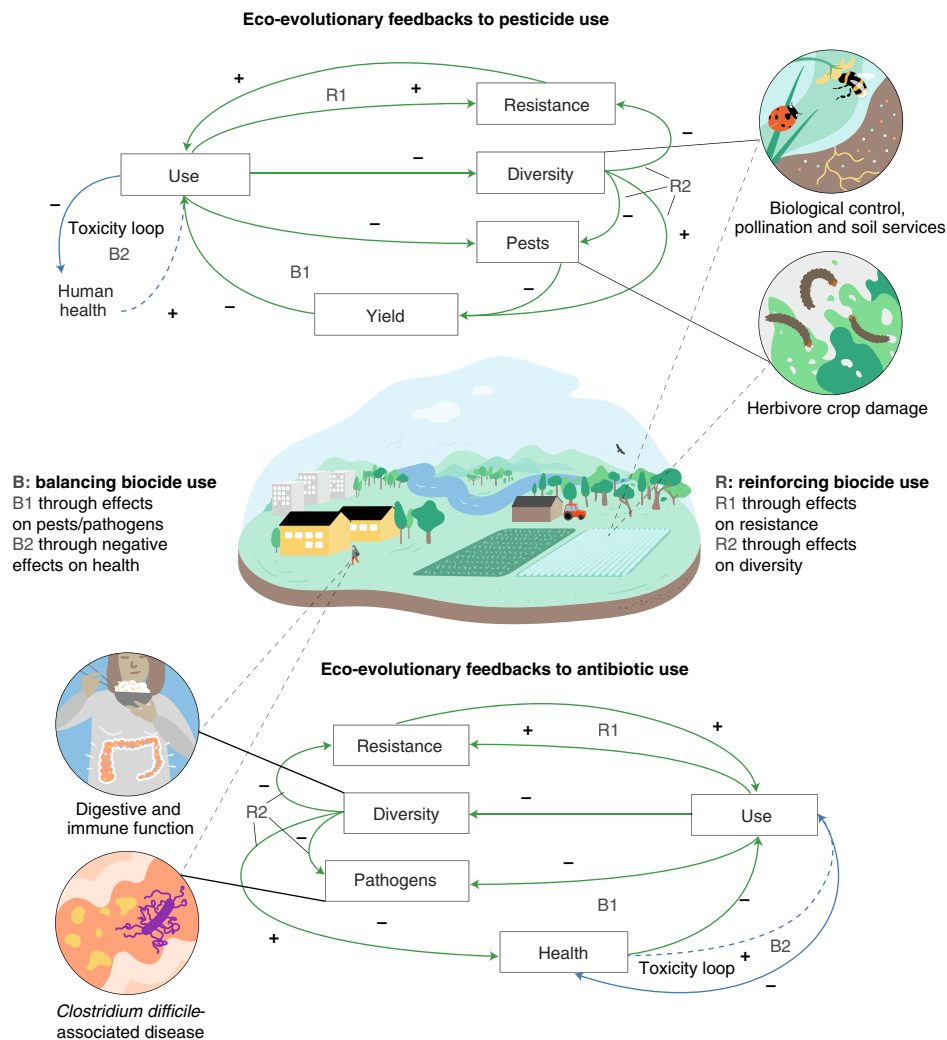 Eco-evolutionary feedbacks to pesticide use
+
R1
+
Resistance
–
Use
–
Diversity
R2
–
Toxicity loop
B2
–
Pests
–
+
Biological control,
pollination and soil services
Human
health
+
B1
–
–
Yield
Herbivore crop damage
B: balancing biocide use
B1 through effects
on pests/pathogens
B2 through negative
effects on health
R: reinforcing biocide use
R1 through effects
on resistance
R2 through effects
on diversity
Eco-evolutionary feedbacks to antibiotic use
Resistance
+
R1
+
–
Digestive and
immune function
R2
Diversity
–
Use
–
Pathogens
–
B1
–
+
–
Health
Toxicity loop
+
B2
–
Clostridium difficile-
associated disease